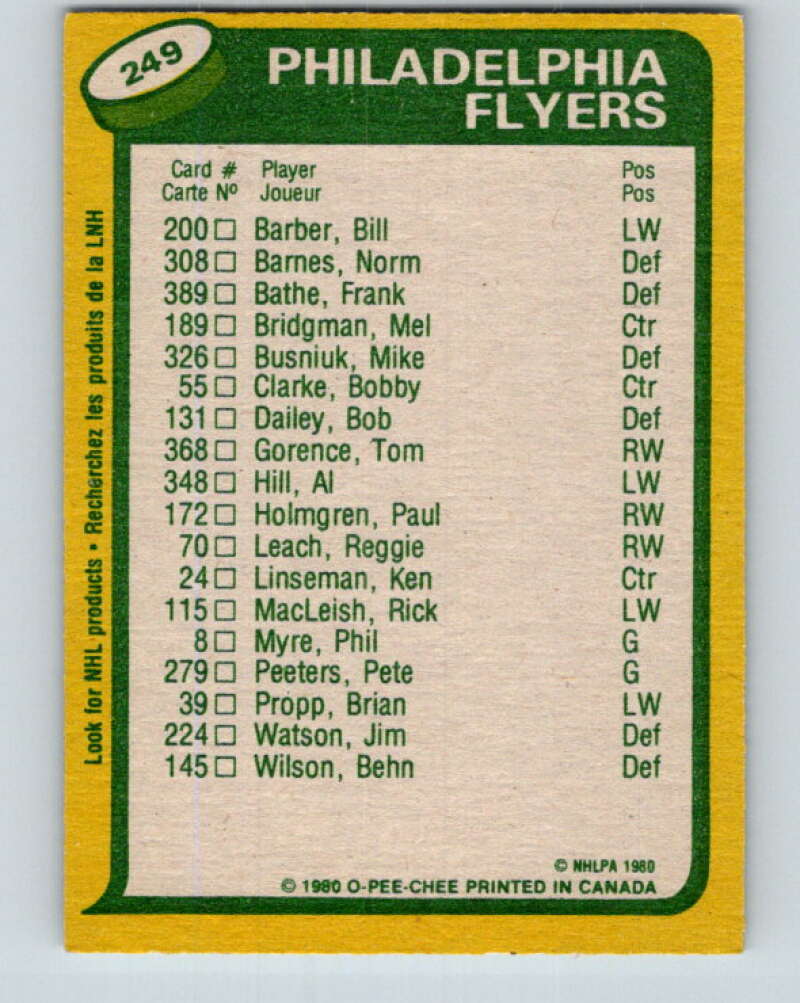 249
PHILADELPHIA
FLYERS
Card # Player Pos
Carte Nº Joueur Pos
200 □ Barber, Bill LW
308 □ Barnes, Norm Def
389 □ Bathe, Frank Def
189 □ Bridgman, Mel Ctr
326 □ Busniuk, Mike Def
55 □ Clarke, Bobby Ctr
131 □ Dailey, Bob Def
368 □ Gorence, Tom RW
348 □ Hill, Al LW
172 □ Holmgren, Paul RW
70 □ Leach, Reggie RW
24 □ Linseman, Ken Ctr
115 □ MacLeish, Rick LW
8 □ Myre, Phil G
279 □ Peeters, Pete G
39 □ Propp, Brian LW
224 □ Watson, Jim Def
145 □ Wilson, Behn Def
© NHLPA 1980
© 1980 O-PEE-CHEE PRINTED IN CANADA
Look for NHL products • Recherchez les produits de la LNH